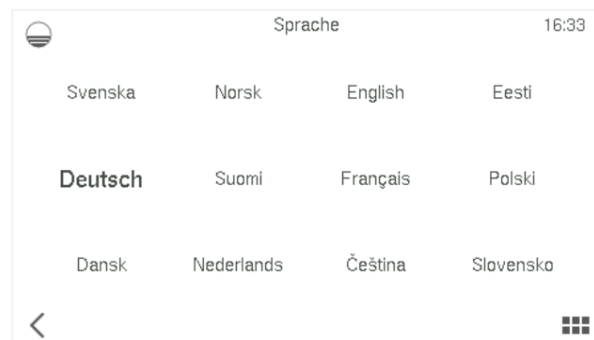 Sprache 16:33
Svenska Norsk English Eesti
Deutsch Suomi Français Polski
Dansk Nederlands Čeština Slovensko